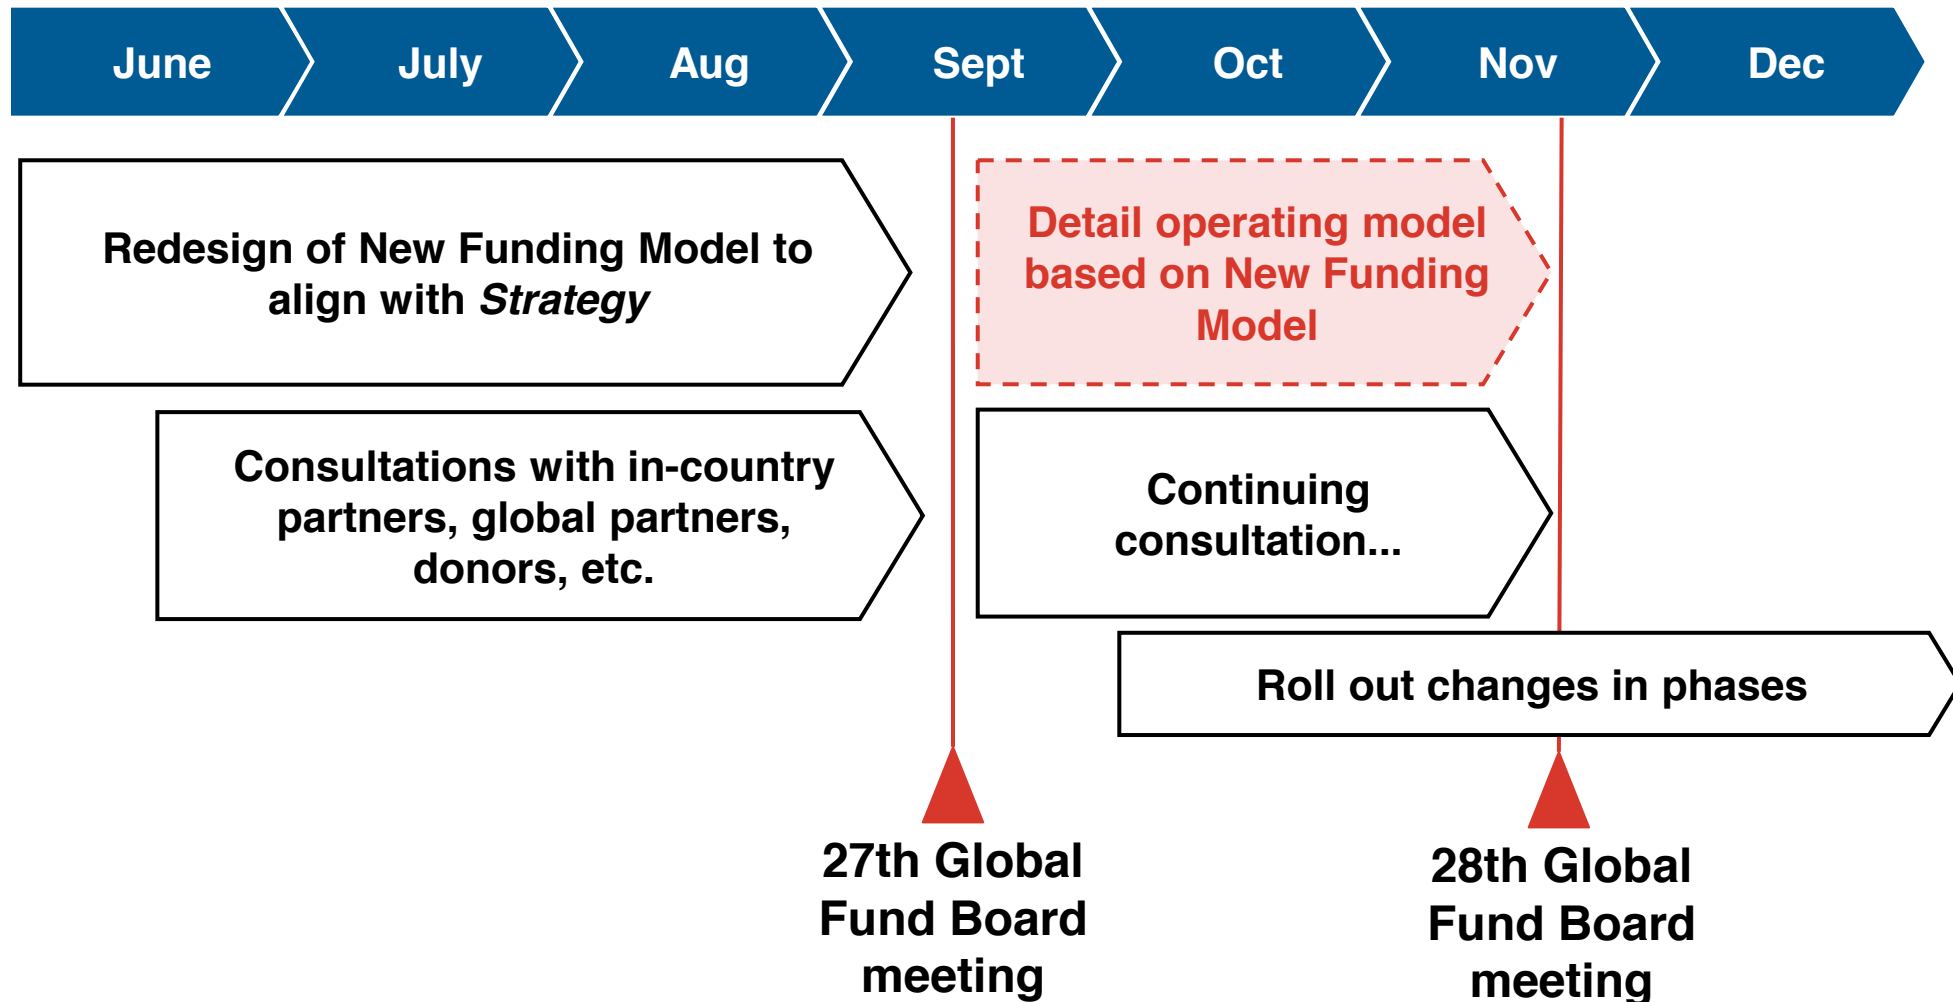 June
July
Aug
Sept
Oct
Nov
Dec
Redesign of New Funding Model to
align with Strategy
Detail operating model
based on New Funding
Model
Consultations with in-country
partners, global partners,
donors, etc.
Continuing
consultation...
Roll out changes in phases
27th Global
Fund Board
meeting
28th Global
Fund Board
meeting